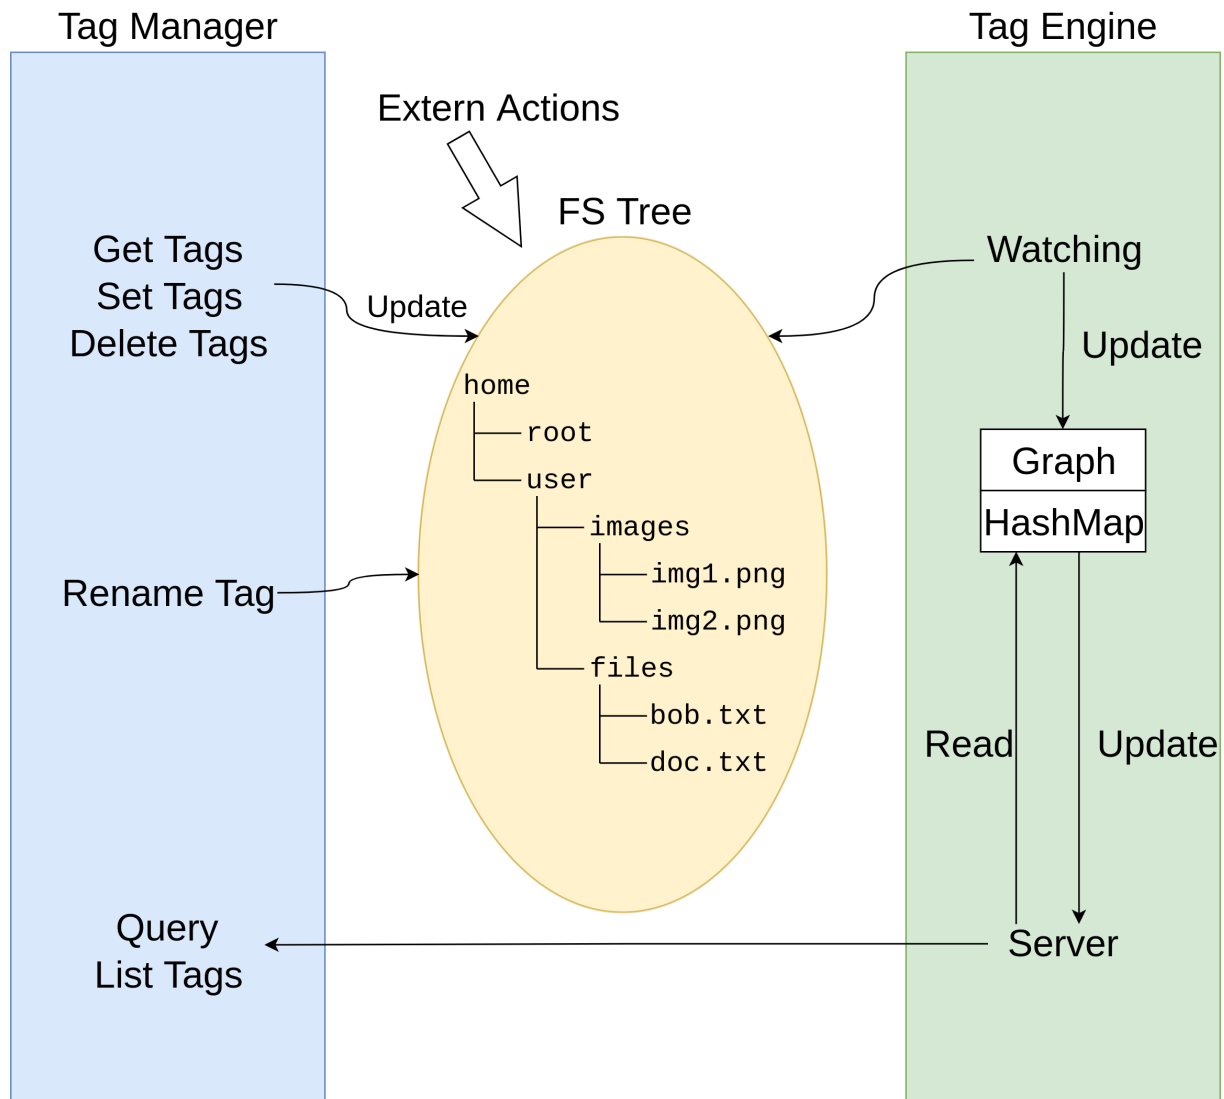 Tag Manager
Tag Engine
Extern Actions
FS Tree
Get Tags
Set Tags
Delete Tags
Update
Watching
Update
home
root
user
images
img1.png
img2.png
files
bob.txt
doc.txt
Graph
HashMap
Rename Tag
Read
Update
Query
List Tags
Server